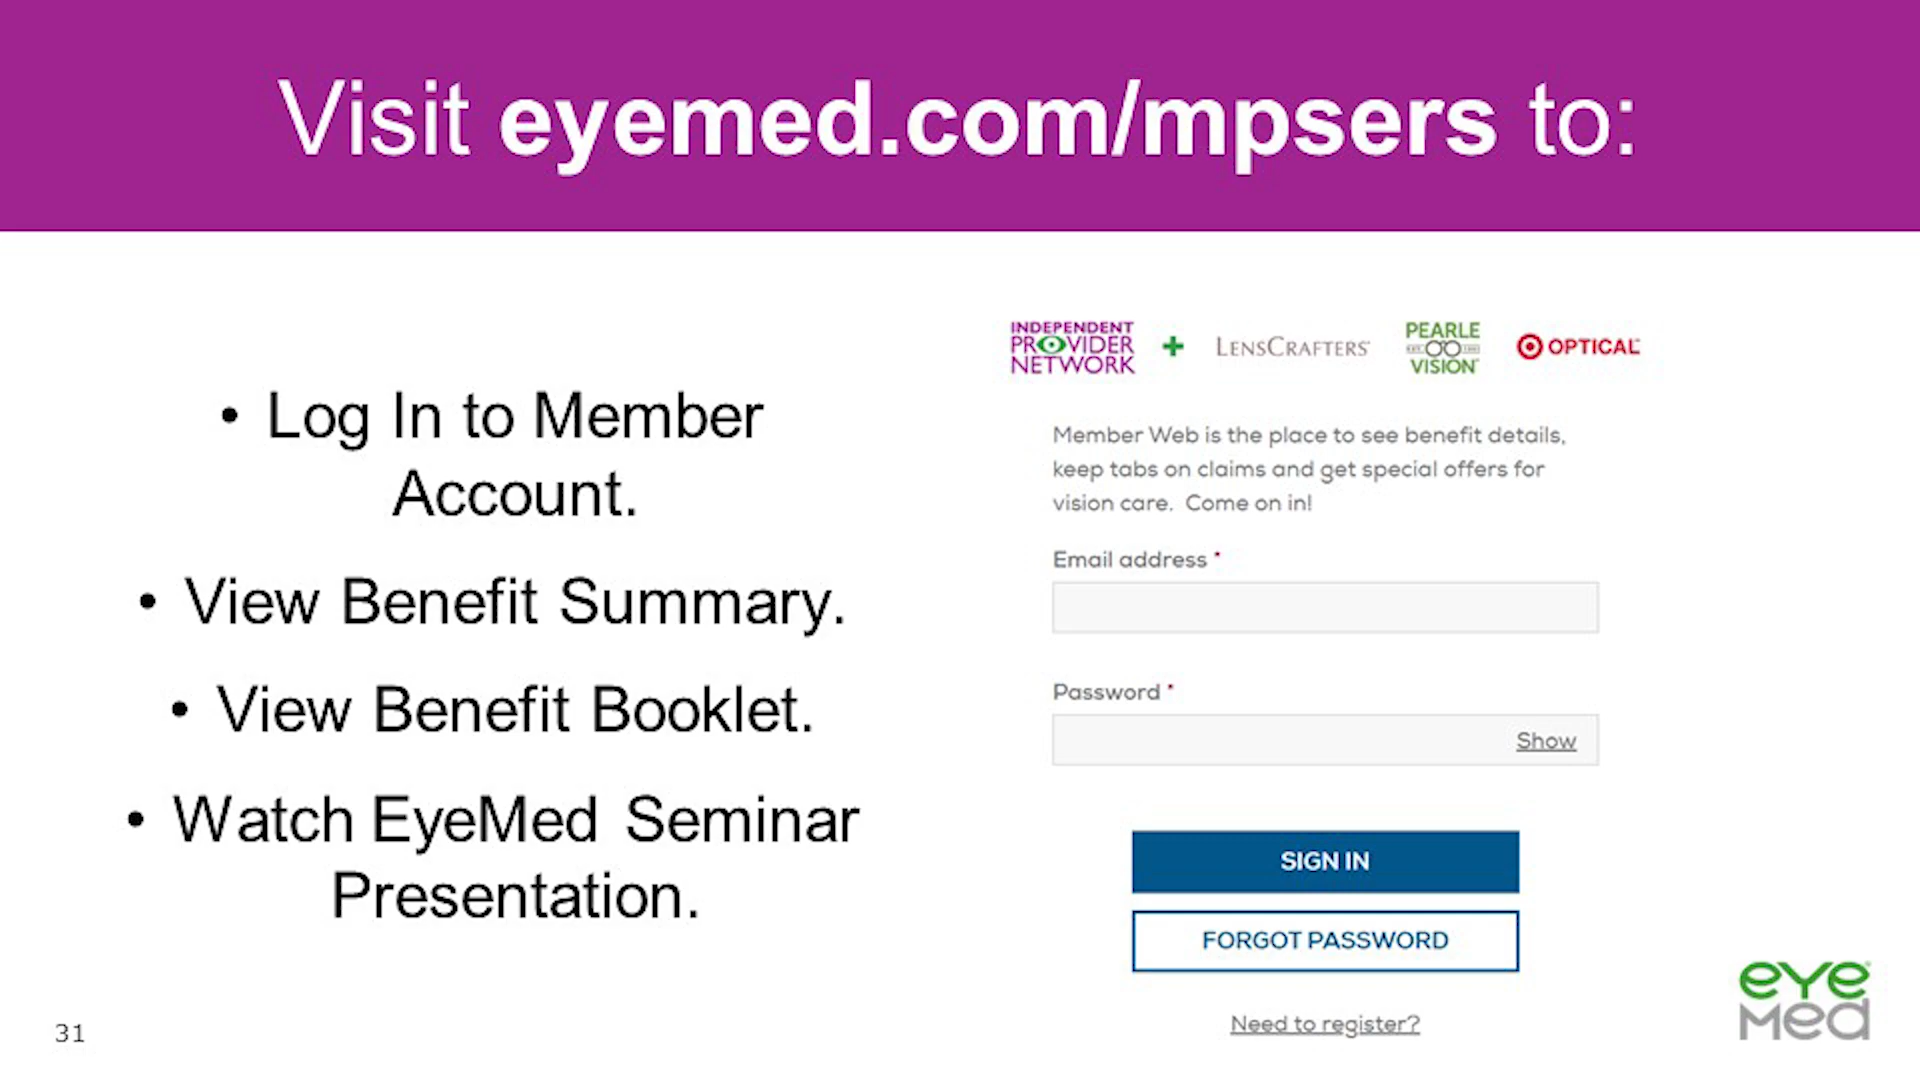 Visit eyemed.com/mpsers to:
• Log In to Member
Account.
• View Benefit Summary.
• View Benefit Booklet.
• Watch EyeMed Seminar
Presentation.
INDEPENDENT
PROVIDER
NETWORK
+
LENSCRAFTERS
PEARLE
VISION
OPTICAL
Member Web is the place to see benefit details,
keep tabs on claims and get special offers for
vision care. Come on in!
Email address *
Password *
Show
SIGN IN
FORGOT PASSWORD
Need to register?
eye
med
31